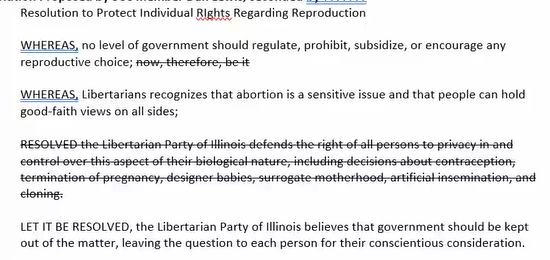 Resolution to Protect Individual RIghts Regarding Reproduction
WHEREAS, no level of government should regulate, prohibit, subsidize, or encourage any
reproductive choice; now, therefore, be it
WHEREAS, Libertarians recognizes that abortion is a sensitive issue and that people can hold
good-faith views on all sides;
RESOLVED the Libertarian Party of Illinois defends the right of all persons to privacy in and
control over this aspect of their biological nature, including decisions about contraception,
termination of pregnancy, designer babies, surrogate motherhood, artificial insemination, and
cloning.
LET IT BE RESOLVED, the Libertarian Party of Illinois believes that government should be kept
out of the matter, leaving the question to each person for their conscientious consideration.